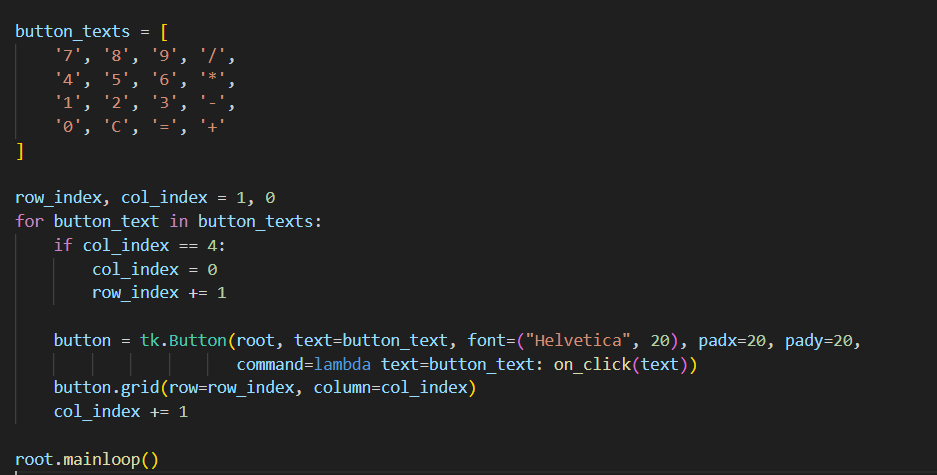 button_texts = [
    '7', '8', '9', '/',
    '4', '5', '6', '*',
    '1', '2', '3', '-',
    '0', 'C', '=', '+'
]

row_index, col_index = 1, 0
for button_text in button_texts:
    if col_index == 4:
        col_index = 0
        row_index += 1

    button = tk.Button(root, text=button_text, font=("Helvetica", 20), padx=20, pady=20,
                       command=lambda text=button_text: on_click(text))
    button.grid(row=row_index, column=col_index)
    col_index += 1

root.mainloop()